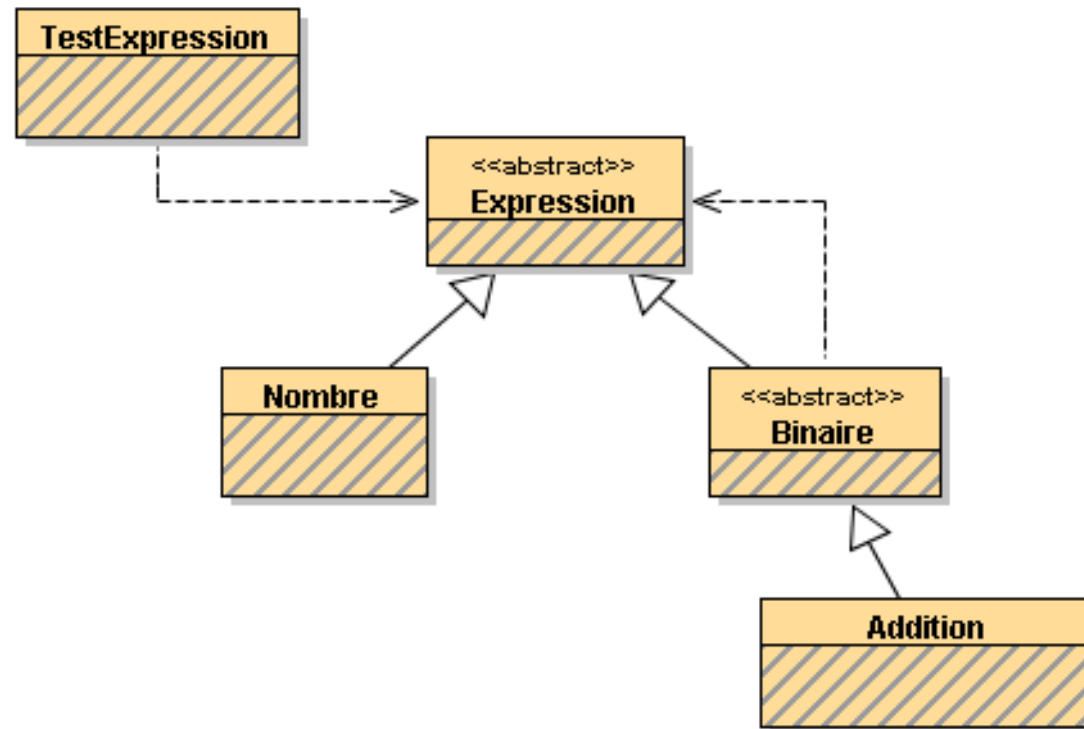 TestExpression
<<abstract>>
Expression
Nombre
<<abstract>>
Binaire
Addition